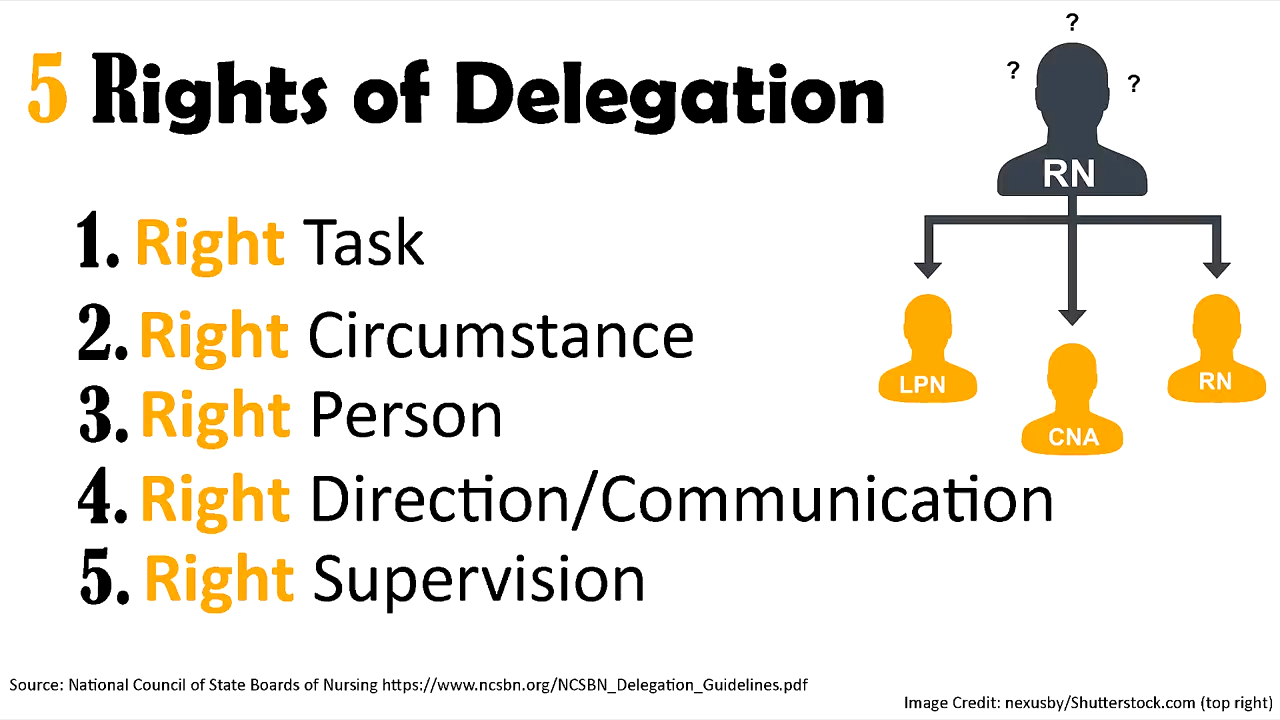 5 Rights of Delegation
1. Right Task
2. Right Circumstance
3. Right Person
4. Right Direction/Communication
5. Right Supervision
?
?
?
RN
LPN
CNA
RN
Source: National Council of State Boards of Nursing https://www.ncsbn.org/NCSBN_Delegation_Guidelines.pdf
Image Credit: nexusby/Shutterstock.com (top right)